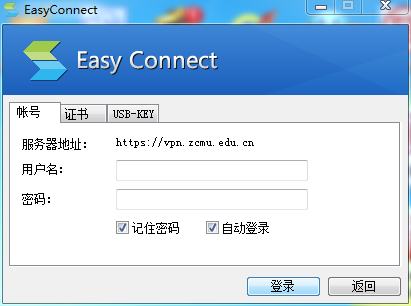 EasyConnect
Easy Connect
帐号 证书 USB-KEY
服务器地址： https://vpn.zcmu.edu.cn
用户名：
密码：
记住密码 自动登录
登录 返回